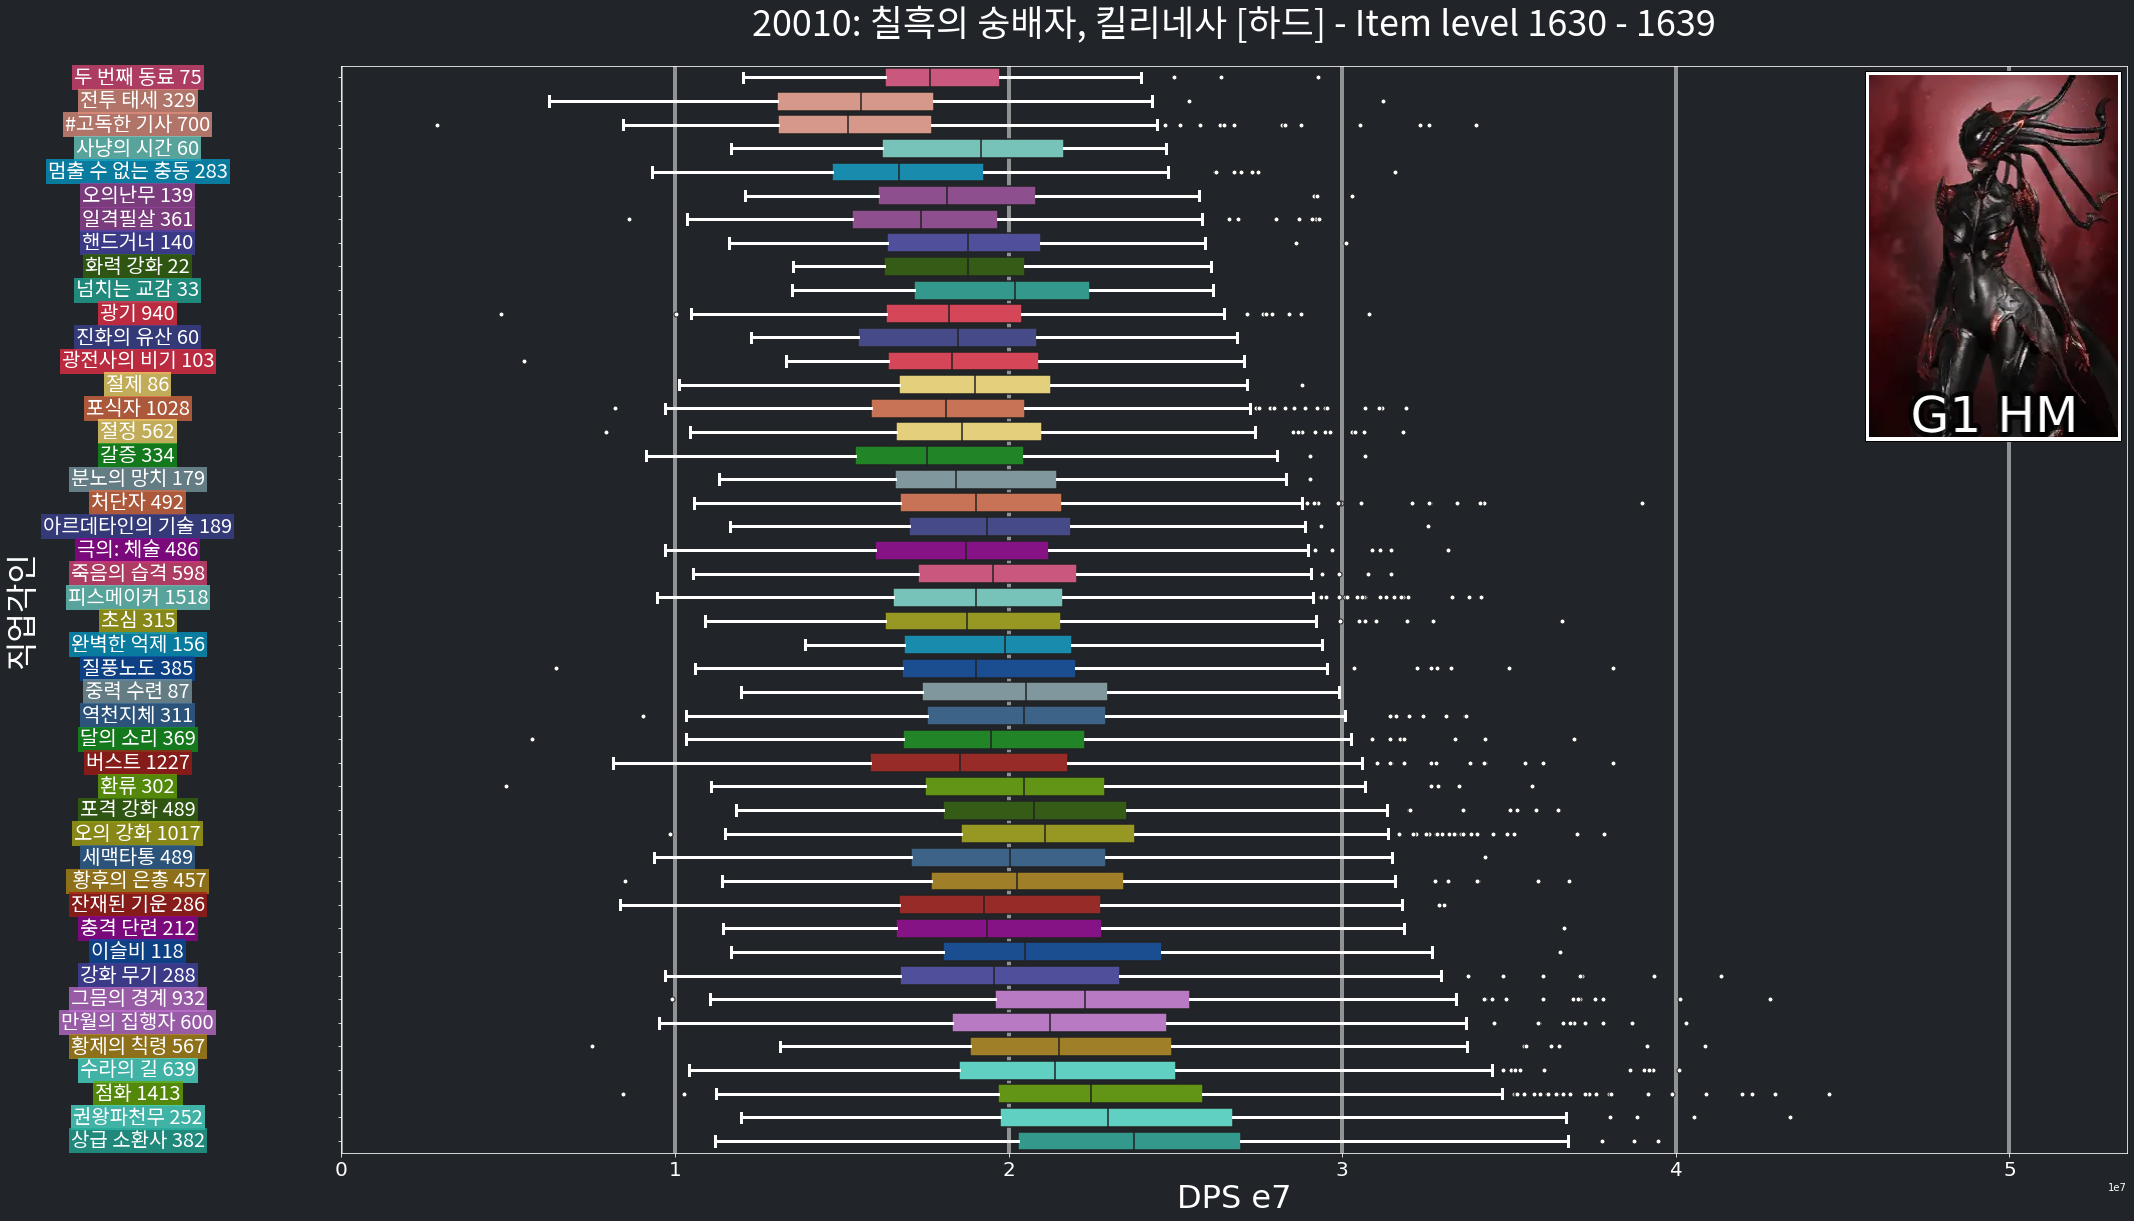 20010: 칠흑의 숭배자, 킬리네사 [하드] - Item level 1630 - 1639
두 번째 동료 75
전투 태세 329
#고독한 기사 700
사냥의 시간 60
멈출 수 없는 충동 283
오의난무 139
일격필살 361
핸드거너 140
화력 강화 22
넘치는 교감 33
광기 940
진화의 유산 60
광전사의 비기 103
절제 86
포식자 1028
절정 562
갈증 334
분노의 망치 179
처단자 492
아르데타인의 기술 189
극의: 체술 486
죽음의 습격 598
피스메이커 1518
초심 315
완벽한 억제 156
질풍노도 385
중력 수련 87
역천지체 311
달의 소리 369
버스트 1227
환류 302
포격 강화 489
오의 강화 1017
세맥타통 489
황후의 은총 457
잔재된 기운 286
충격 단련 212
이슬비 118
강화 무기 288
그믐의 경계 932
만월의 집행자 600
황제의 칙령 567
수라의 길 639
점화 1413
권왕파천무 252
상급 소환사 382
직업각인
G1 HM
0 1 2 3 4 5
1e7
DPS e7